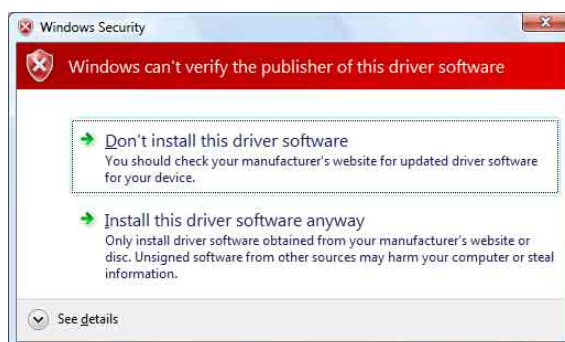 Windows Security
Windows can't verify the publisher of this driver software
Don't install this driver software
You should check your manufacturer's website for updated driver software
for your device.
Install this driver software anyway
Only install driver software obtained from your manufacturer's website or
disc. Unsigned software from other sources may harm your computer or steal
information.
See details